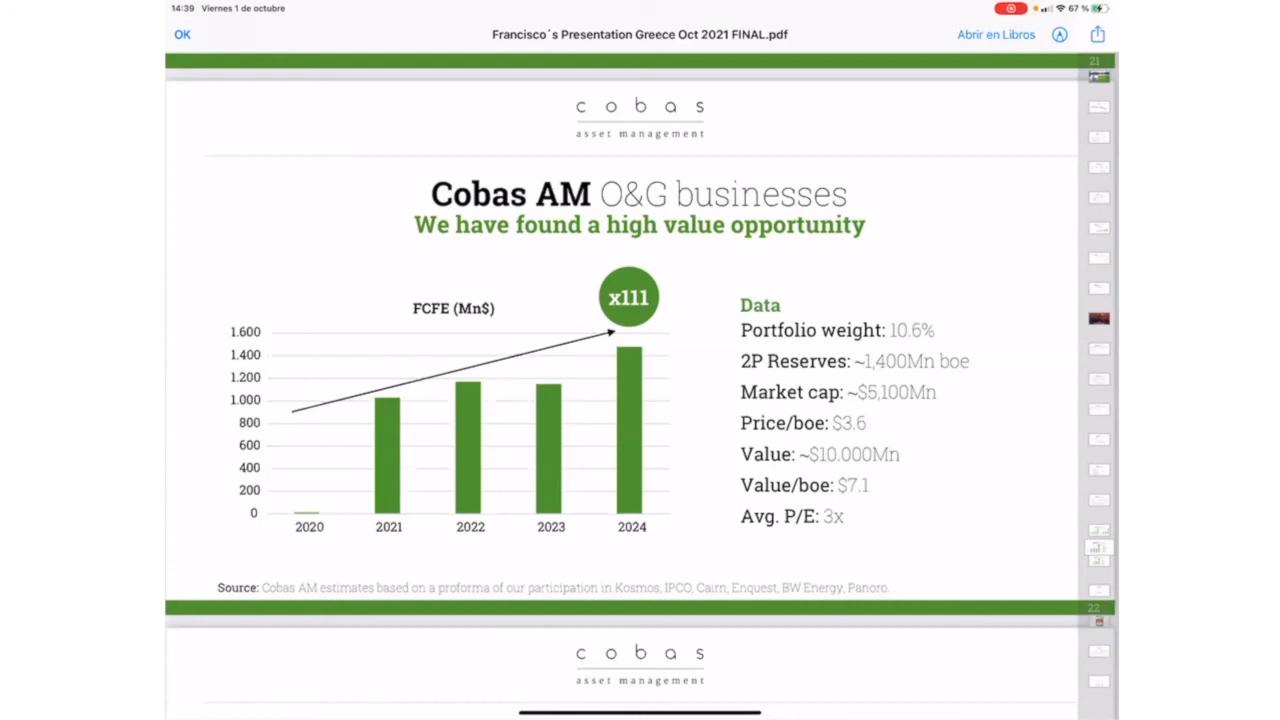 14:39 Viernes 1 de octubre
67 %
OK
Francisco´s Presentation Greece Oct 2021 FINAL.pdf
Abrir en Libros
21
cobas
asset management
Cobas AM O&G businesses
We have found a high value opportunity
x111
FCFE (Mn$)
1.600
1.400
1.200
1.000
800
600
400
200
0
2020
2021
2022
2023
2024
Data
Portfolio weight: 10.6%
2P Reserves: ~1,400Mn boe
Market cap: ~$5,100Mn
Price/boe: $3.6
Value: ~$10.000Mn
Value/boe: $7.1
Avg. P/E: 3x
Source: Cobas AM estimates based on a proforma of our participation in Kosmos, IPCO, Cairn, Enquest, BW Energy, Panoro.
22
cobas
asset management